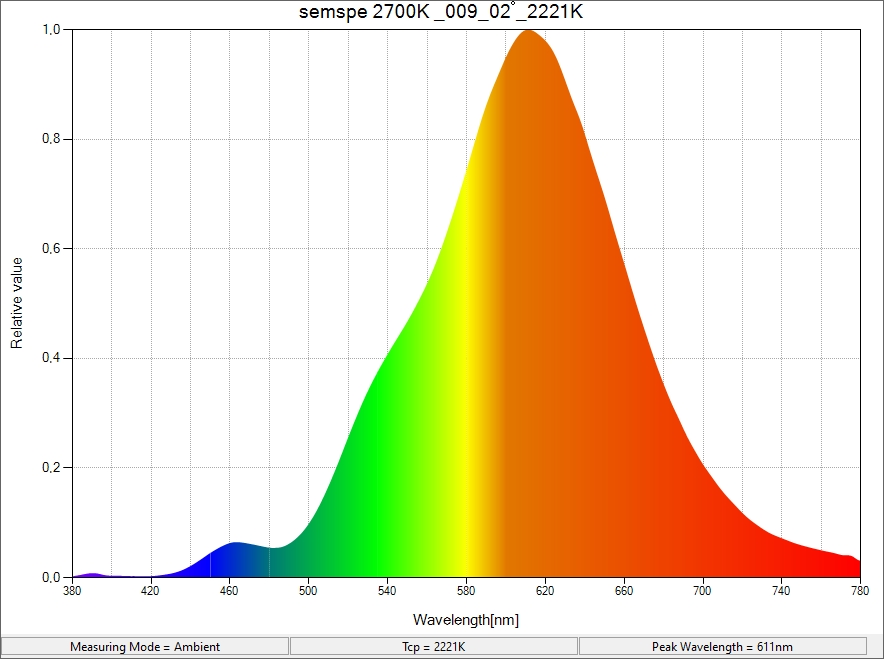 semspe 2700K _009_02°_2221K
1.0
0.8
0.6
0.4
0.2
0.0
Relative value
380 420 460 500 540 580 620 660 700 740 780
Wavelength[nm]
Measuring Mode = Ambient Tcp = 2221K Peak Wavelength = 611nm